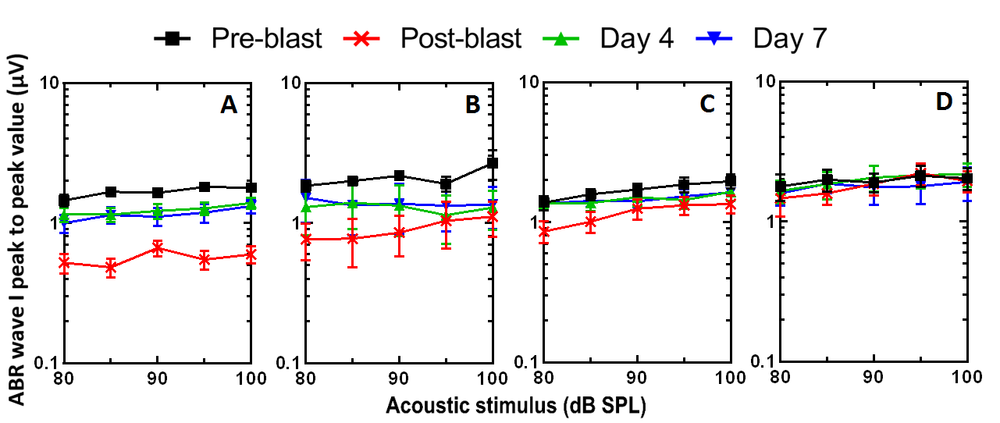 Pre-blast Post-blast Day 4 Day 7
ABR wave I peak to peak value (µV)
10 10 10 10
A B C D
1 1 1 1
0.1 0.1 0.1 0.1
80 90 100 80 90 100 80 90 100 80 90 100
Acoustic stimulus (dB SPL)